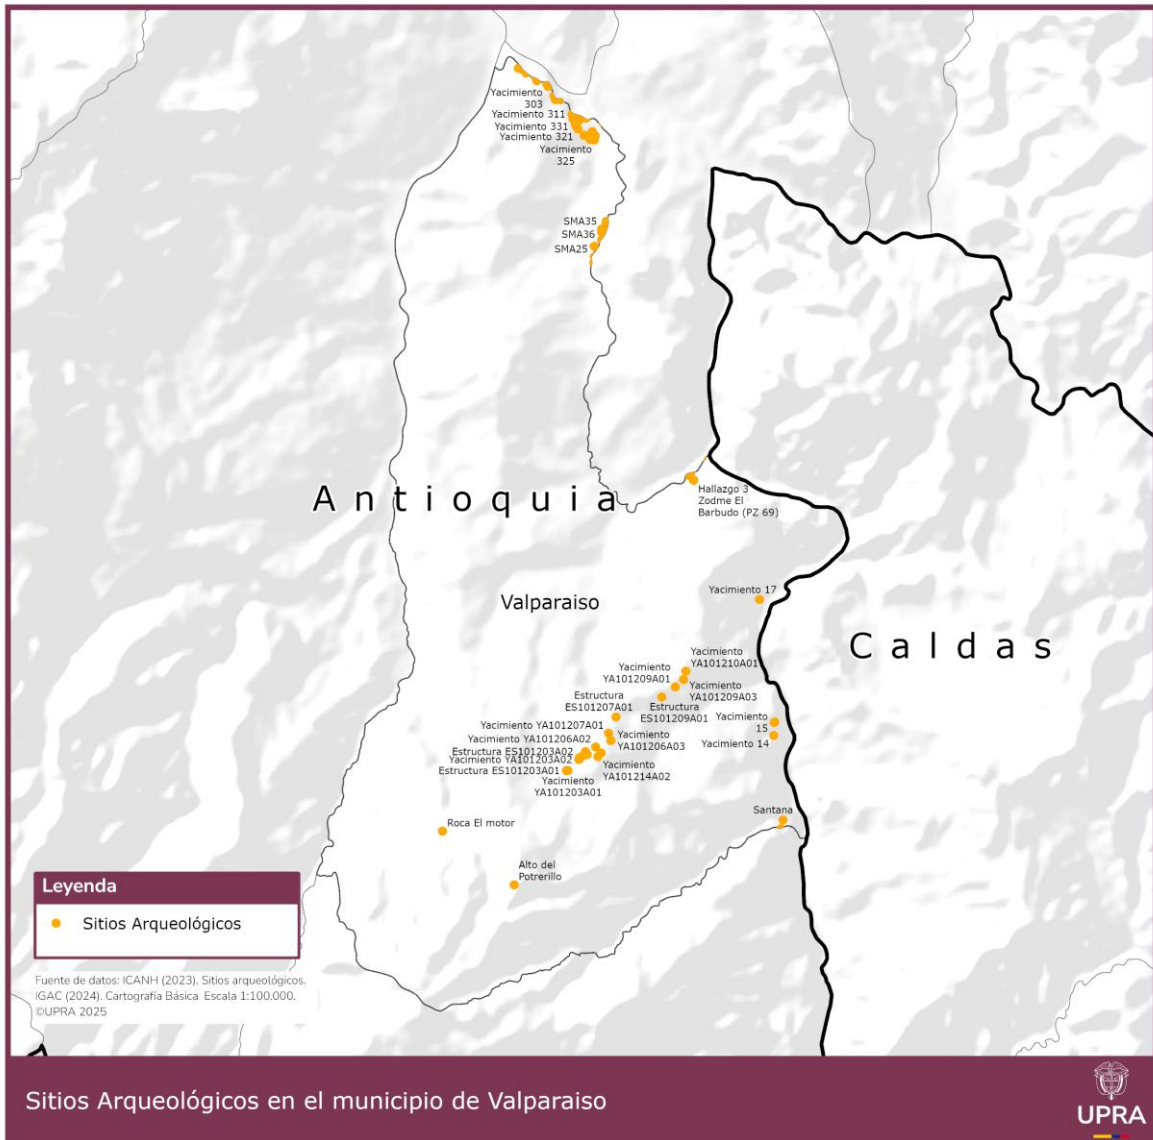 Yacimiento
303
Yacimiento 311
Yacimiento 331
Yacimiento 321
Yacimiento
325
SMA35
SMA36
SMA25
Antioquia
Hallazgo 3
Zodme El
Barbudo (PZ 69)
Valparaiso
Yacimiento 17
Caldas
Yacimiento
YA101210A01
Yacimiento
YA101209A01
Yacimiento
YA101209A03
Estructura
ES101207A01
Estructura
ES101209A01
Yacimiento
15
Yacimiento 14
Yacimiento YA101207A01
Yacimiento YA101206A02
Yacimiento
YA101206A03
Estructura ES101203A02
Yacimiento YA101203A02
Estructura ES101203A01
Yacimiento
YA101214A02
Yacimiento
YA101203A01
Santana
Roca El motor
Alto del
Potrerillo
Leyenda
Sitios Arqueológicos
Fuente de datos: ICANH (2023). Sitios arqueológicos.
IGAC (2024). Cartografía Básica Escala 1:100.000.
©UPRA 2025
Sitios Arqueológicos en el municipio de Valparaiso
UPRA